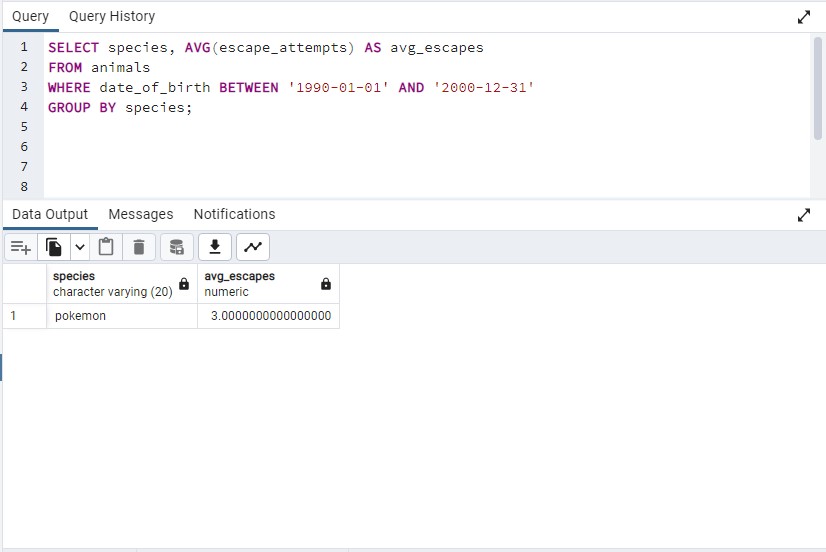 Query Query History
1 SELECT species, AVG(escape_attempts) AS avg_escapes
2 FROM animals
3 WHERE date_of_birth BETWEEN '1990-01-01' AND '2000-12-31'
4 GROUP BY species;
5
6
7
8
Data Output Messages Notifications
species avg_escapes
character varying (20) numeric
1 pokemon 3.0000000000000000